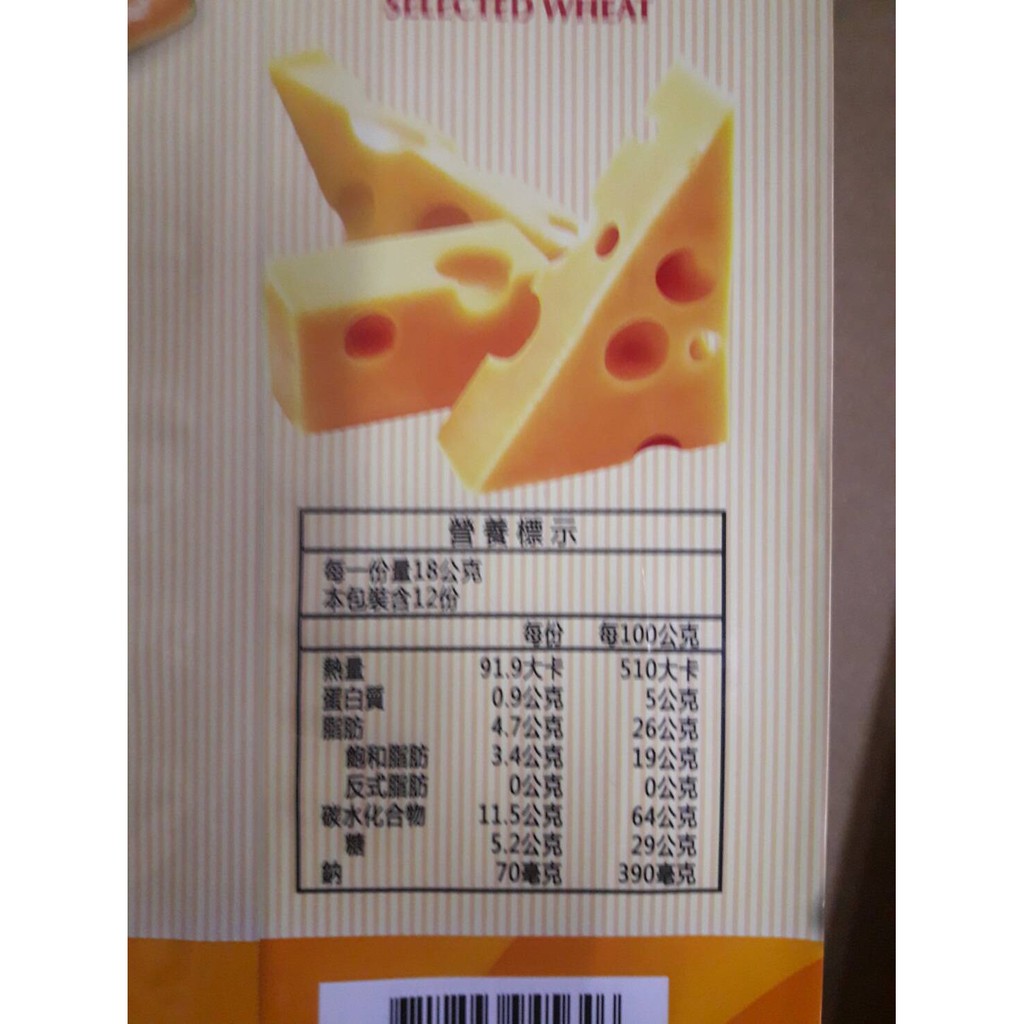 SELECTED WHEAT
營養標示
每一份量18公克
本包裝含12份
每份 每100公克
熱量 91.9大卡 510大卡
蛋白質 0.9公克 5公克
脂肪 4.7公克 26公克
飽和脂肪 3.4公克 19公克
反式脂肪 0公克 0公克
碳水化合物 11.5公克 64公克
糖 5.2公克 29公克
鈉 70毫克 390毫克